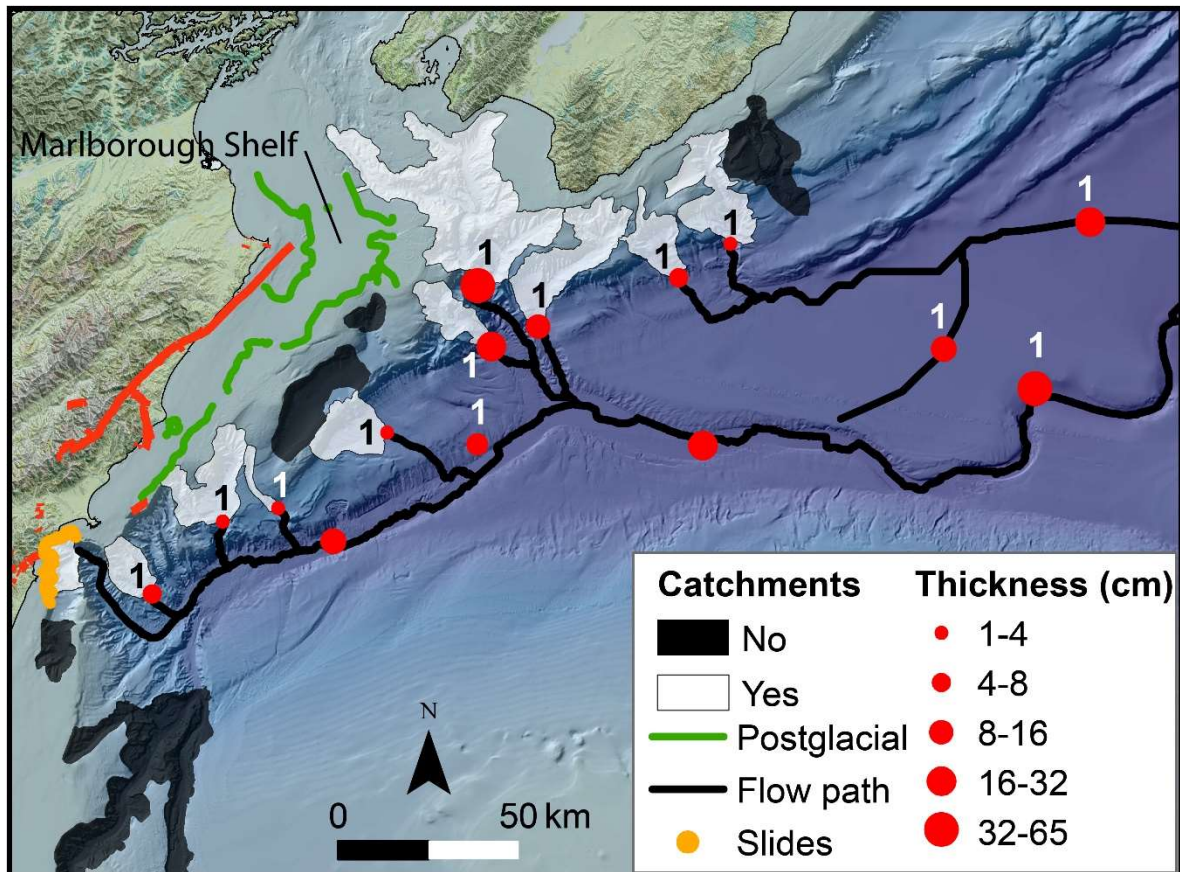 Marlborough Shelf
1
1
1
1
1
1
1
1
1
1
1
1
1
N
0 50 km
Catchments
No
Yes
Postglacial
Flow path
Slides
Thickness (cm)
1-4
4-8
8-16
16-32
32-65